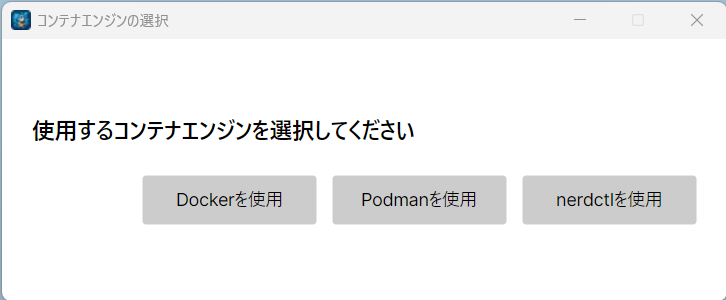 コンテナエンジンの選択
使用するコンテナエンジンを選択してください
Dockerを使用 Podmanを使用 nerdctlを使用